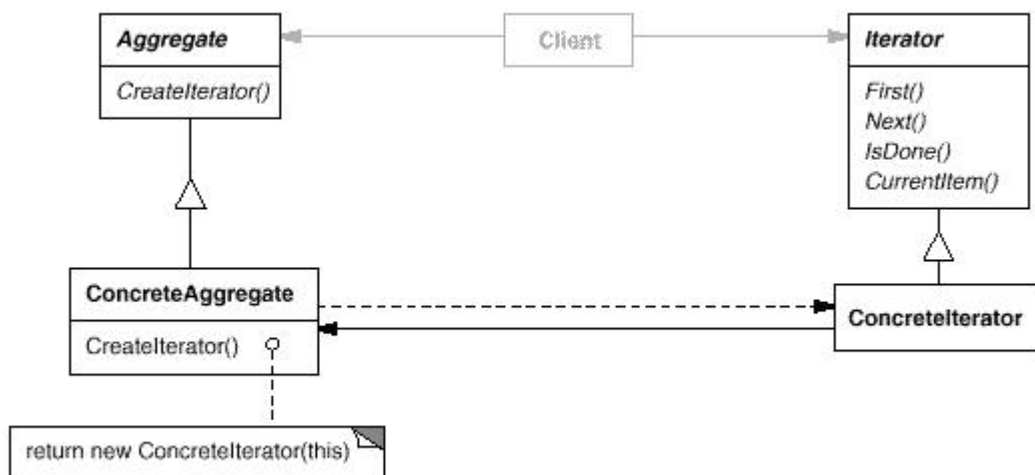 Aggregate
CreateIterator()
Client
Iterator
First()
Next()
IsDone()
CurrentItem()
ConcreteAggregate
CreateIterator()
ConcreteIterator
return new ConcreteIterator(this)